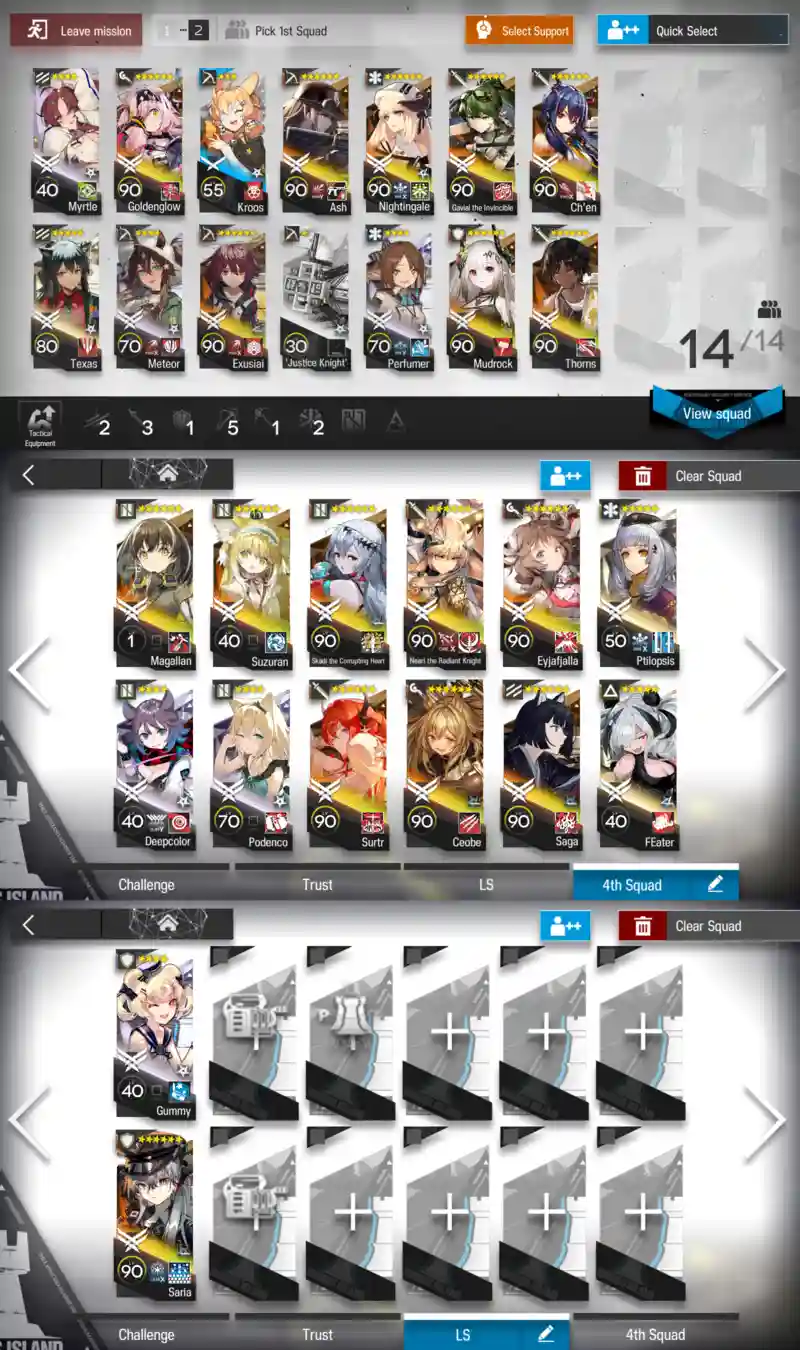 Leave mission
1 - 2
Pick 1st Squad
Select Support
Quick Select
40 Myrtle
90 Goldenglow
55 Kroos
90 Ash
90 Nightingale
90 Gavial the Invincible
90 Ch'en
80 Texas
70 Meteor
90 Exusiai
30 'Justice Knight'
70 Perfumer
90 Mudrock
90 Thorns
14/14
Tactical Equipment
2 3 1 5 1 2
View squad
Clear Squad
1 Magallan
40 Suzuran
90 Skadi the Corrupting Heart
90 Nearl the Radiant Knight
90 Eyjafjalla
50 Ptilopsis
40 Deepcolor
70 Podenco
90 Surtr
90 Ceobe
90 Saga
40 FEater
ISLAND
Challenge
Trust
LS
4th Squad
Clear Squad
40 Gummy
90 Saria
ISLAND
Challenge
Trust
LS
4th Squad